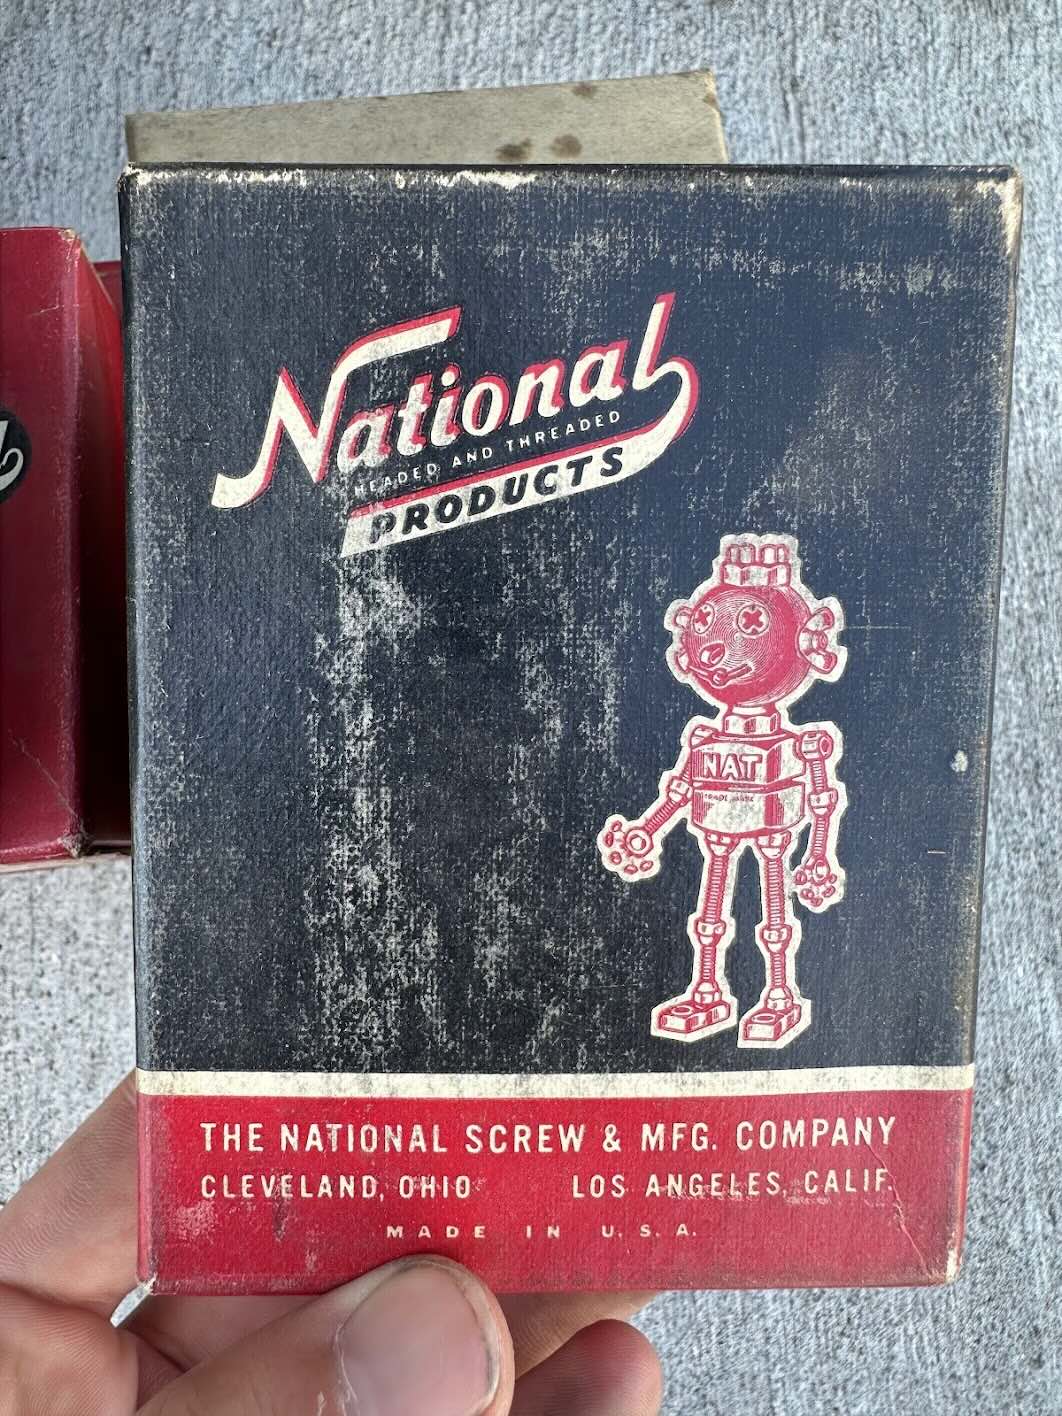 National
HEADED AND THREADED
PRODUCTS
NAT
TRADE MARK
THE NATIONAL SCREW & MFG. COMPANY
CLEVELAND, OHIO LOS ANGELES, CALIF.
MADE IN U.S.A.